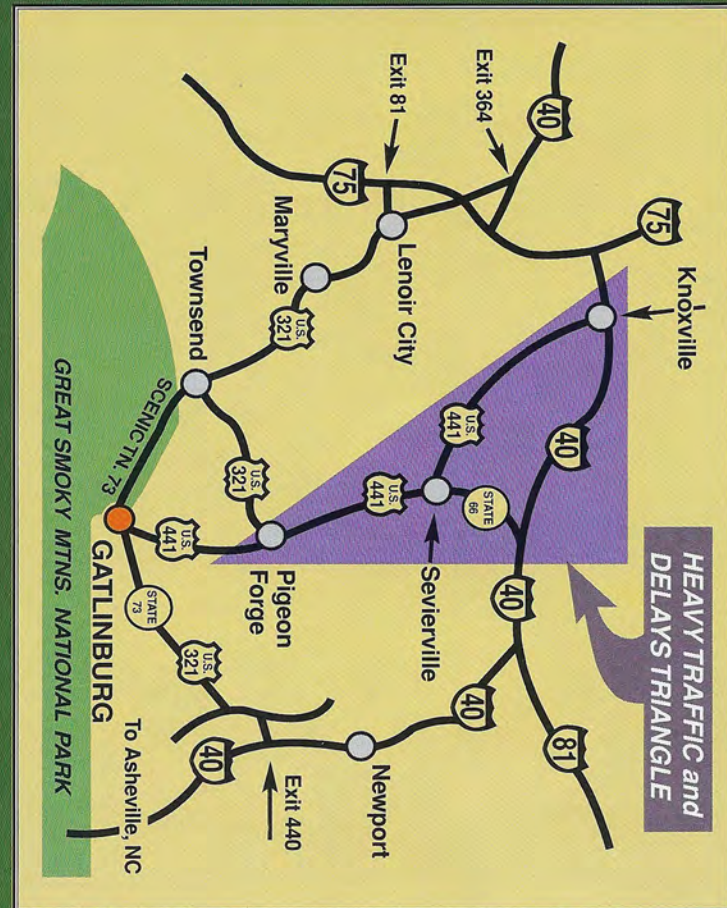 HEAVY TRAFFIC and
DELAYS TRIANGLE
40
75
Knoxville
Exit 364
Exit 81
75
Lenoir City
Maryville
U.S.
321
Townsend
SCENIC TN. 73
U.S.
441
40
STATE
66
Sevierville
U.S.
441
U.S.
321
Pigeon
Forge
U.S.
441
GATLINBURG
STATE
73
U.S.
321
40
40
81
Newport
Exit 440
40
To Asheville, NC
GREAT SMOKY MTNS. NATIONAL PARK